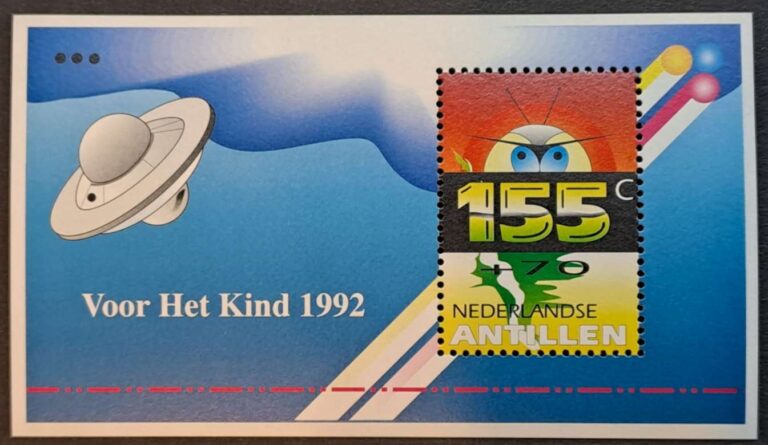 155c
+70
Voor Het Kind 1992
NEDERLANDSE
ANTILLEN